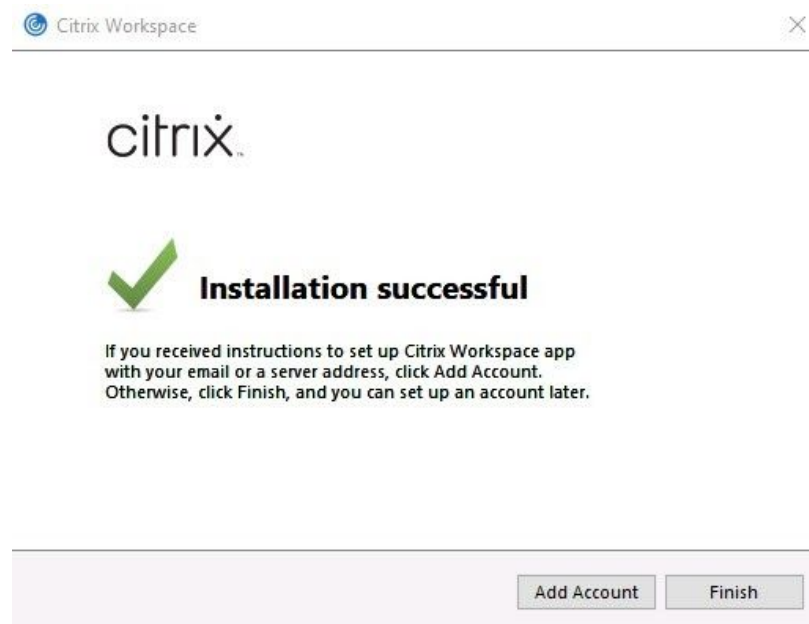 Citrix Workspace
citrix™
Installation successful
If you received instructions to set up Citrix Workspace app
with your email or a server address, click Add Account.
Otherwise, click Finish, and you can set up an account later.
Add Account
Finish